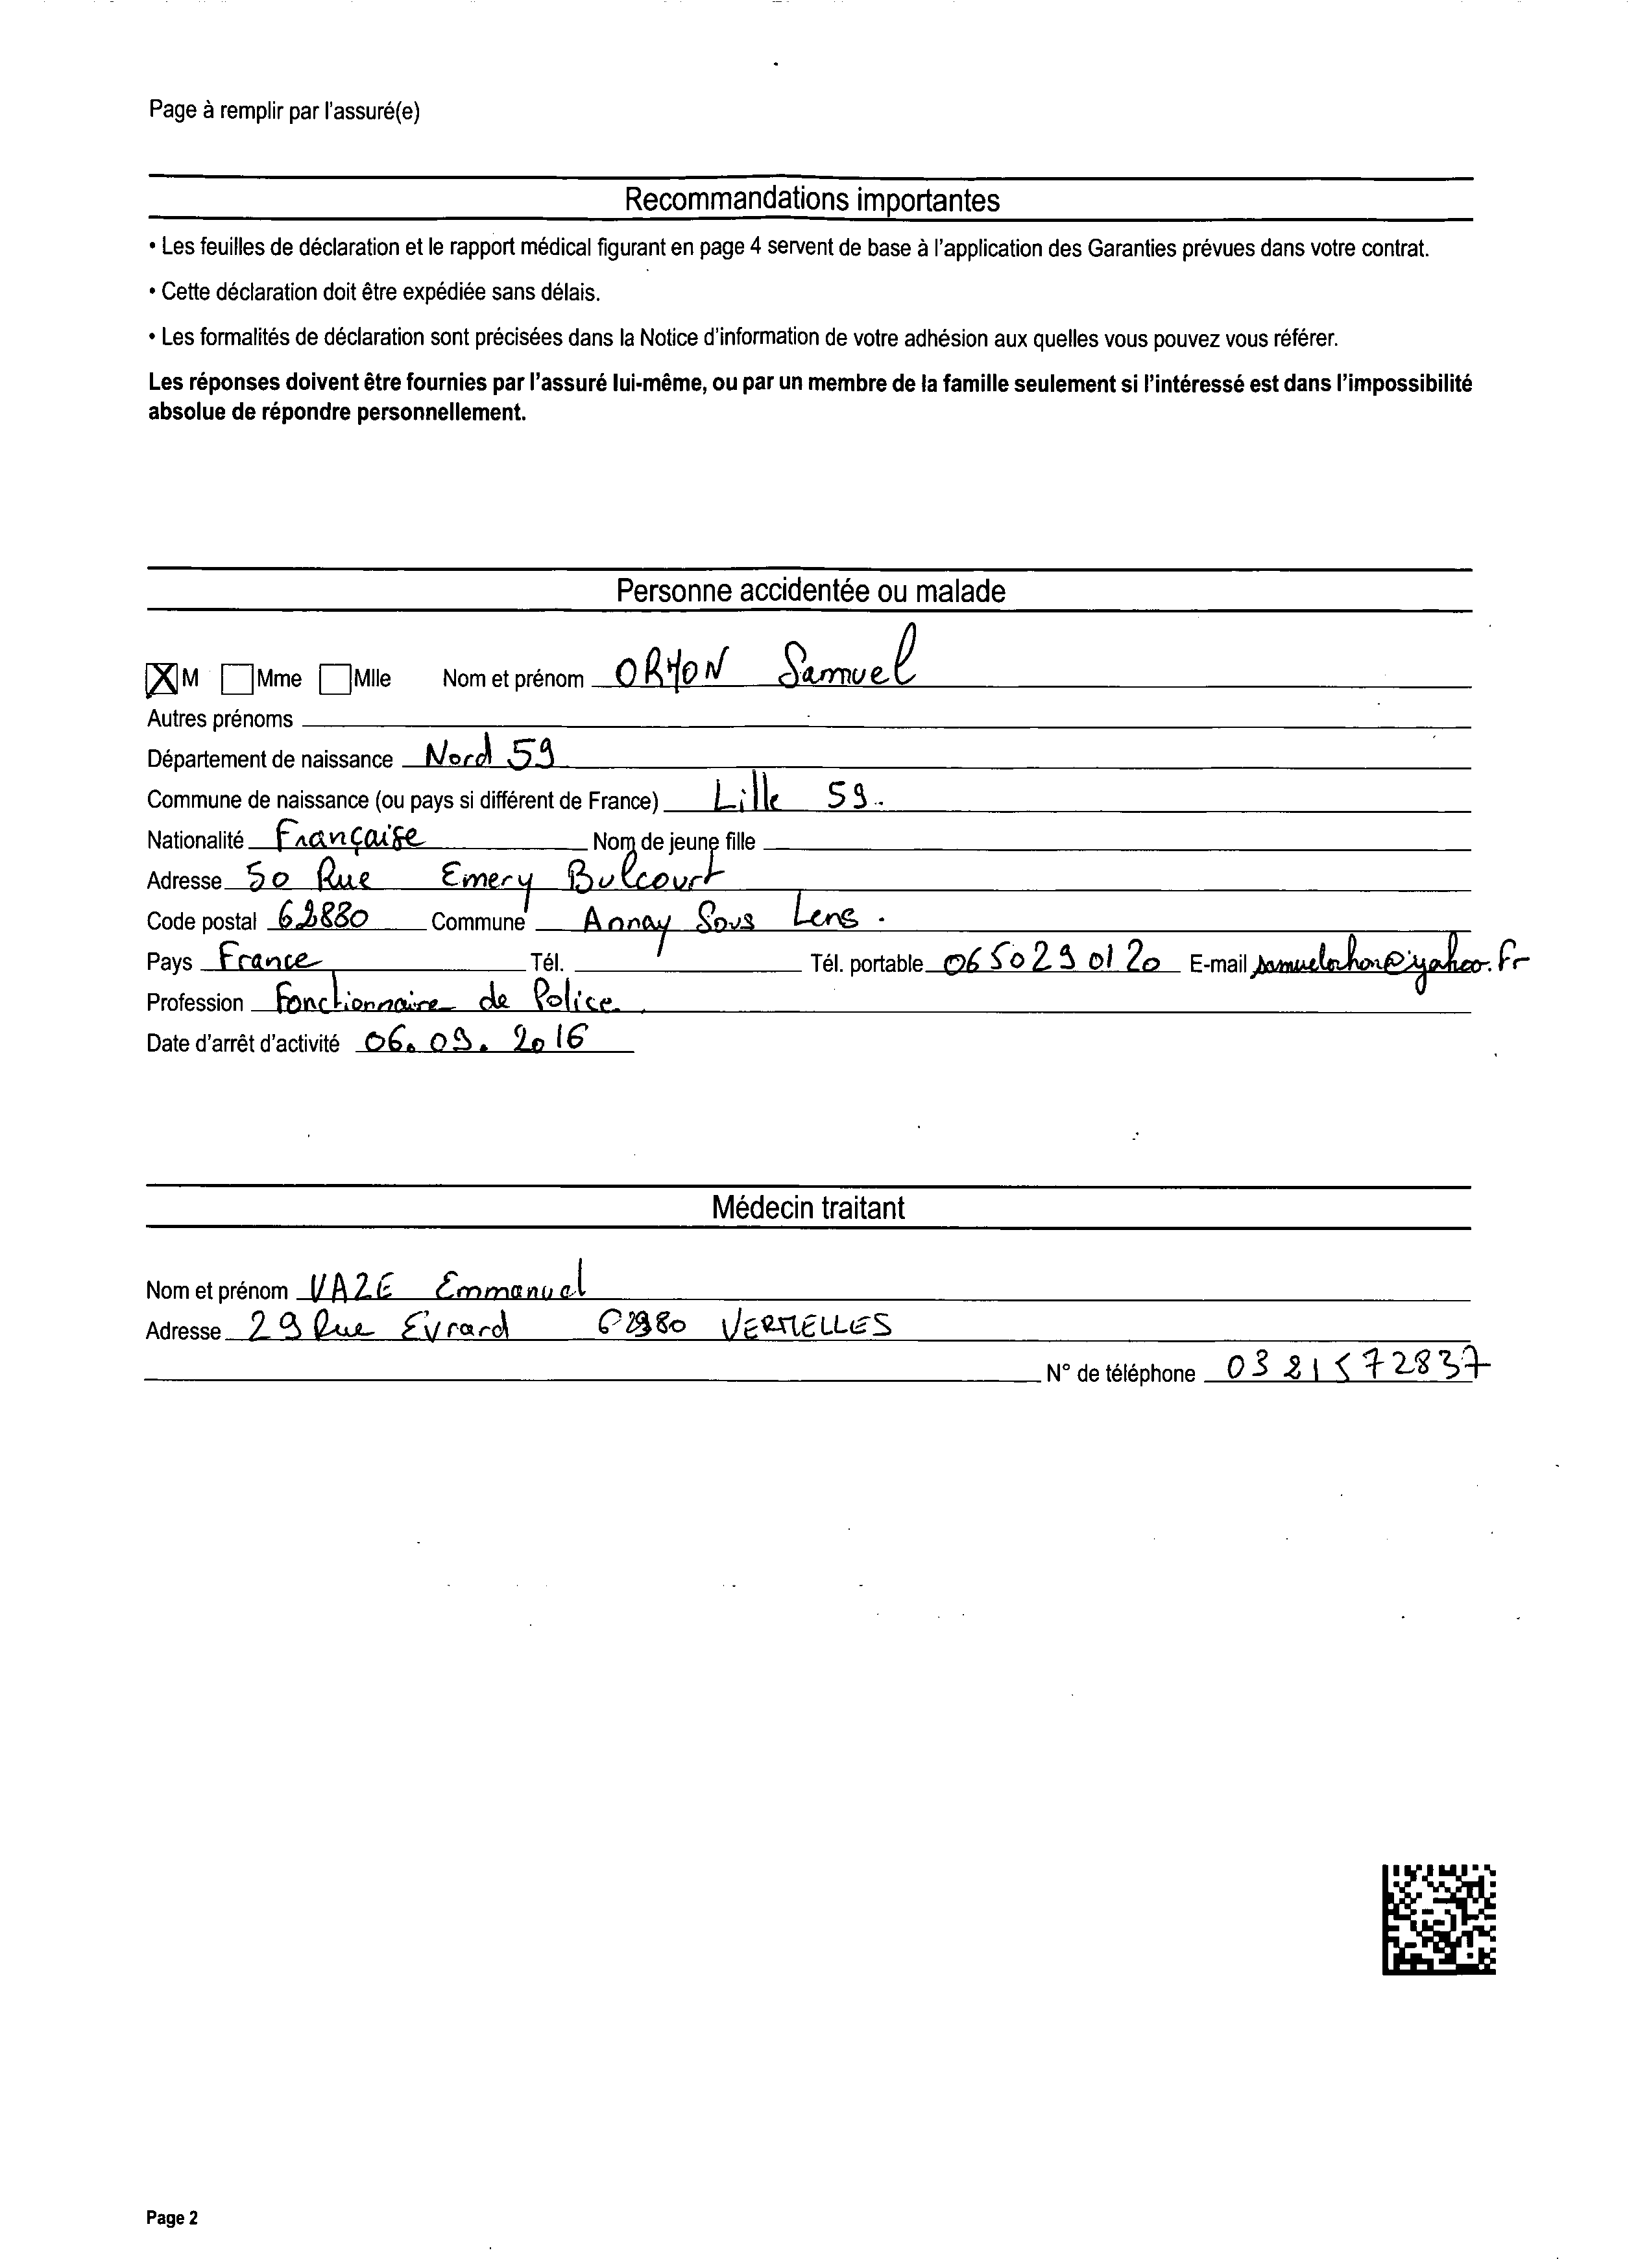 Page à remplir par l'assuré(e)
Recommandations importantes
• Les feuilles de déclaration et le rapport médical figurant en page 4 servent de base à l'application des Garanties prévues dans votre contrat.
• Cette déclaration doit être expédiée sans délais.
• Les formalités de déclaration sont précisées dans la Notice d'information de votre adhésion aux quelles vous pouvez vous référer.
Les réponses doivent être fournies par l'assuré lui-même, ou par un membre de la famille seulement si l'intéressé est dans l'impossibilité
absolue de répondre personnellement.
Personne accidentée ou malade
X M Mme Mlle Nom et prénom ORHON Samuel
Autres prénoms
Département de naissance Nord 59
Commune de naissance (ou pays si différent de France) Lille 59.
Nationalité Française Nom de jeune fille
Adresse 50 Rue Emery Bulcourt
Code postal 62880 Commune Annay Sous Lens.
Pays France Tél. Tél. portable 0650290120 E-mail samuelorhon@yahoo.fr
Profession Fonctionnaire de Police.
Date d'arrêt d'activité 06.09.2016
Médecin traitant
Nom et prénom VAZE Emmanuel
Adresse 29 Rue Evrard 62980 VERMELLES
N° de téléphone 0321572837
Page 2